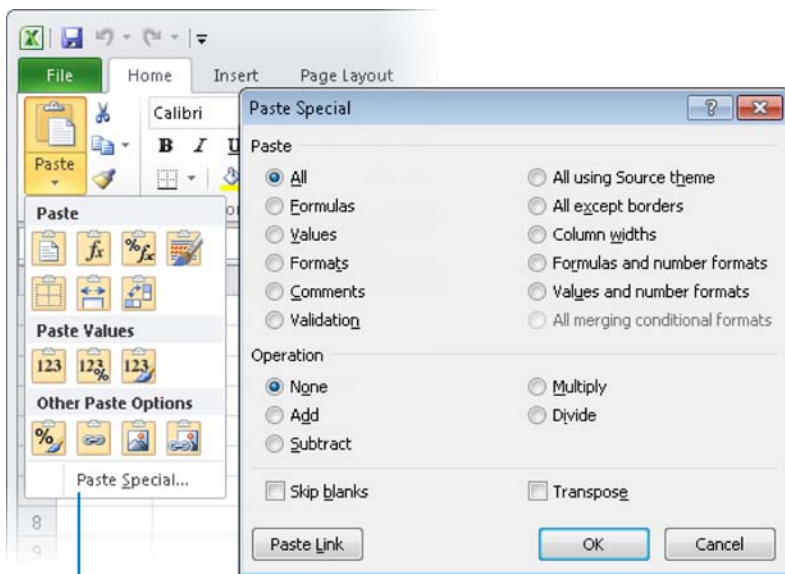 File Home Insert Page Layout
Calibri
B I U
Paste
Paste
Paste Values
123 123 % 123
Other Paste Options
%
Paste Special...
8
9
Paste Special
Paste
All
Formulas
Values
Formats
Comments
Validation
All using Source theme
All except borders
Column widths
Formulas and number formats
Values and number formats
All merging conditional formats
Operation
None
Add
Subtract
Multiply
Divide
Skip blanks
Transpose
Paste Link
OK
Cancel